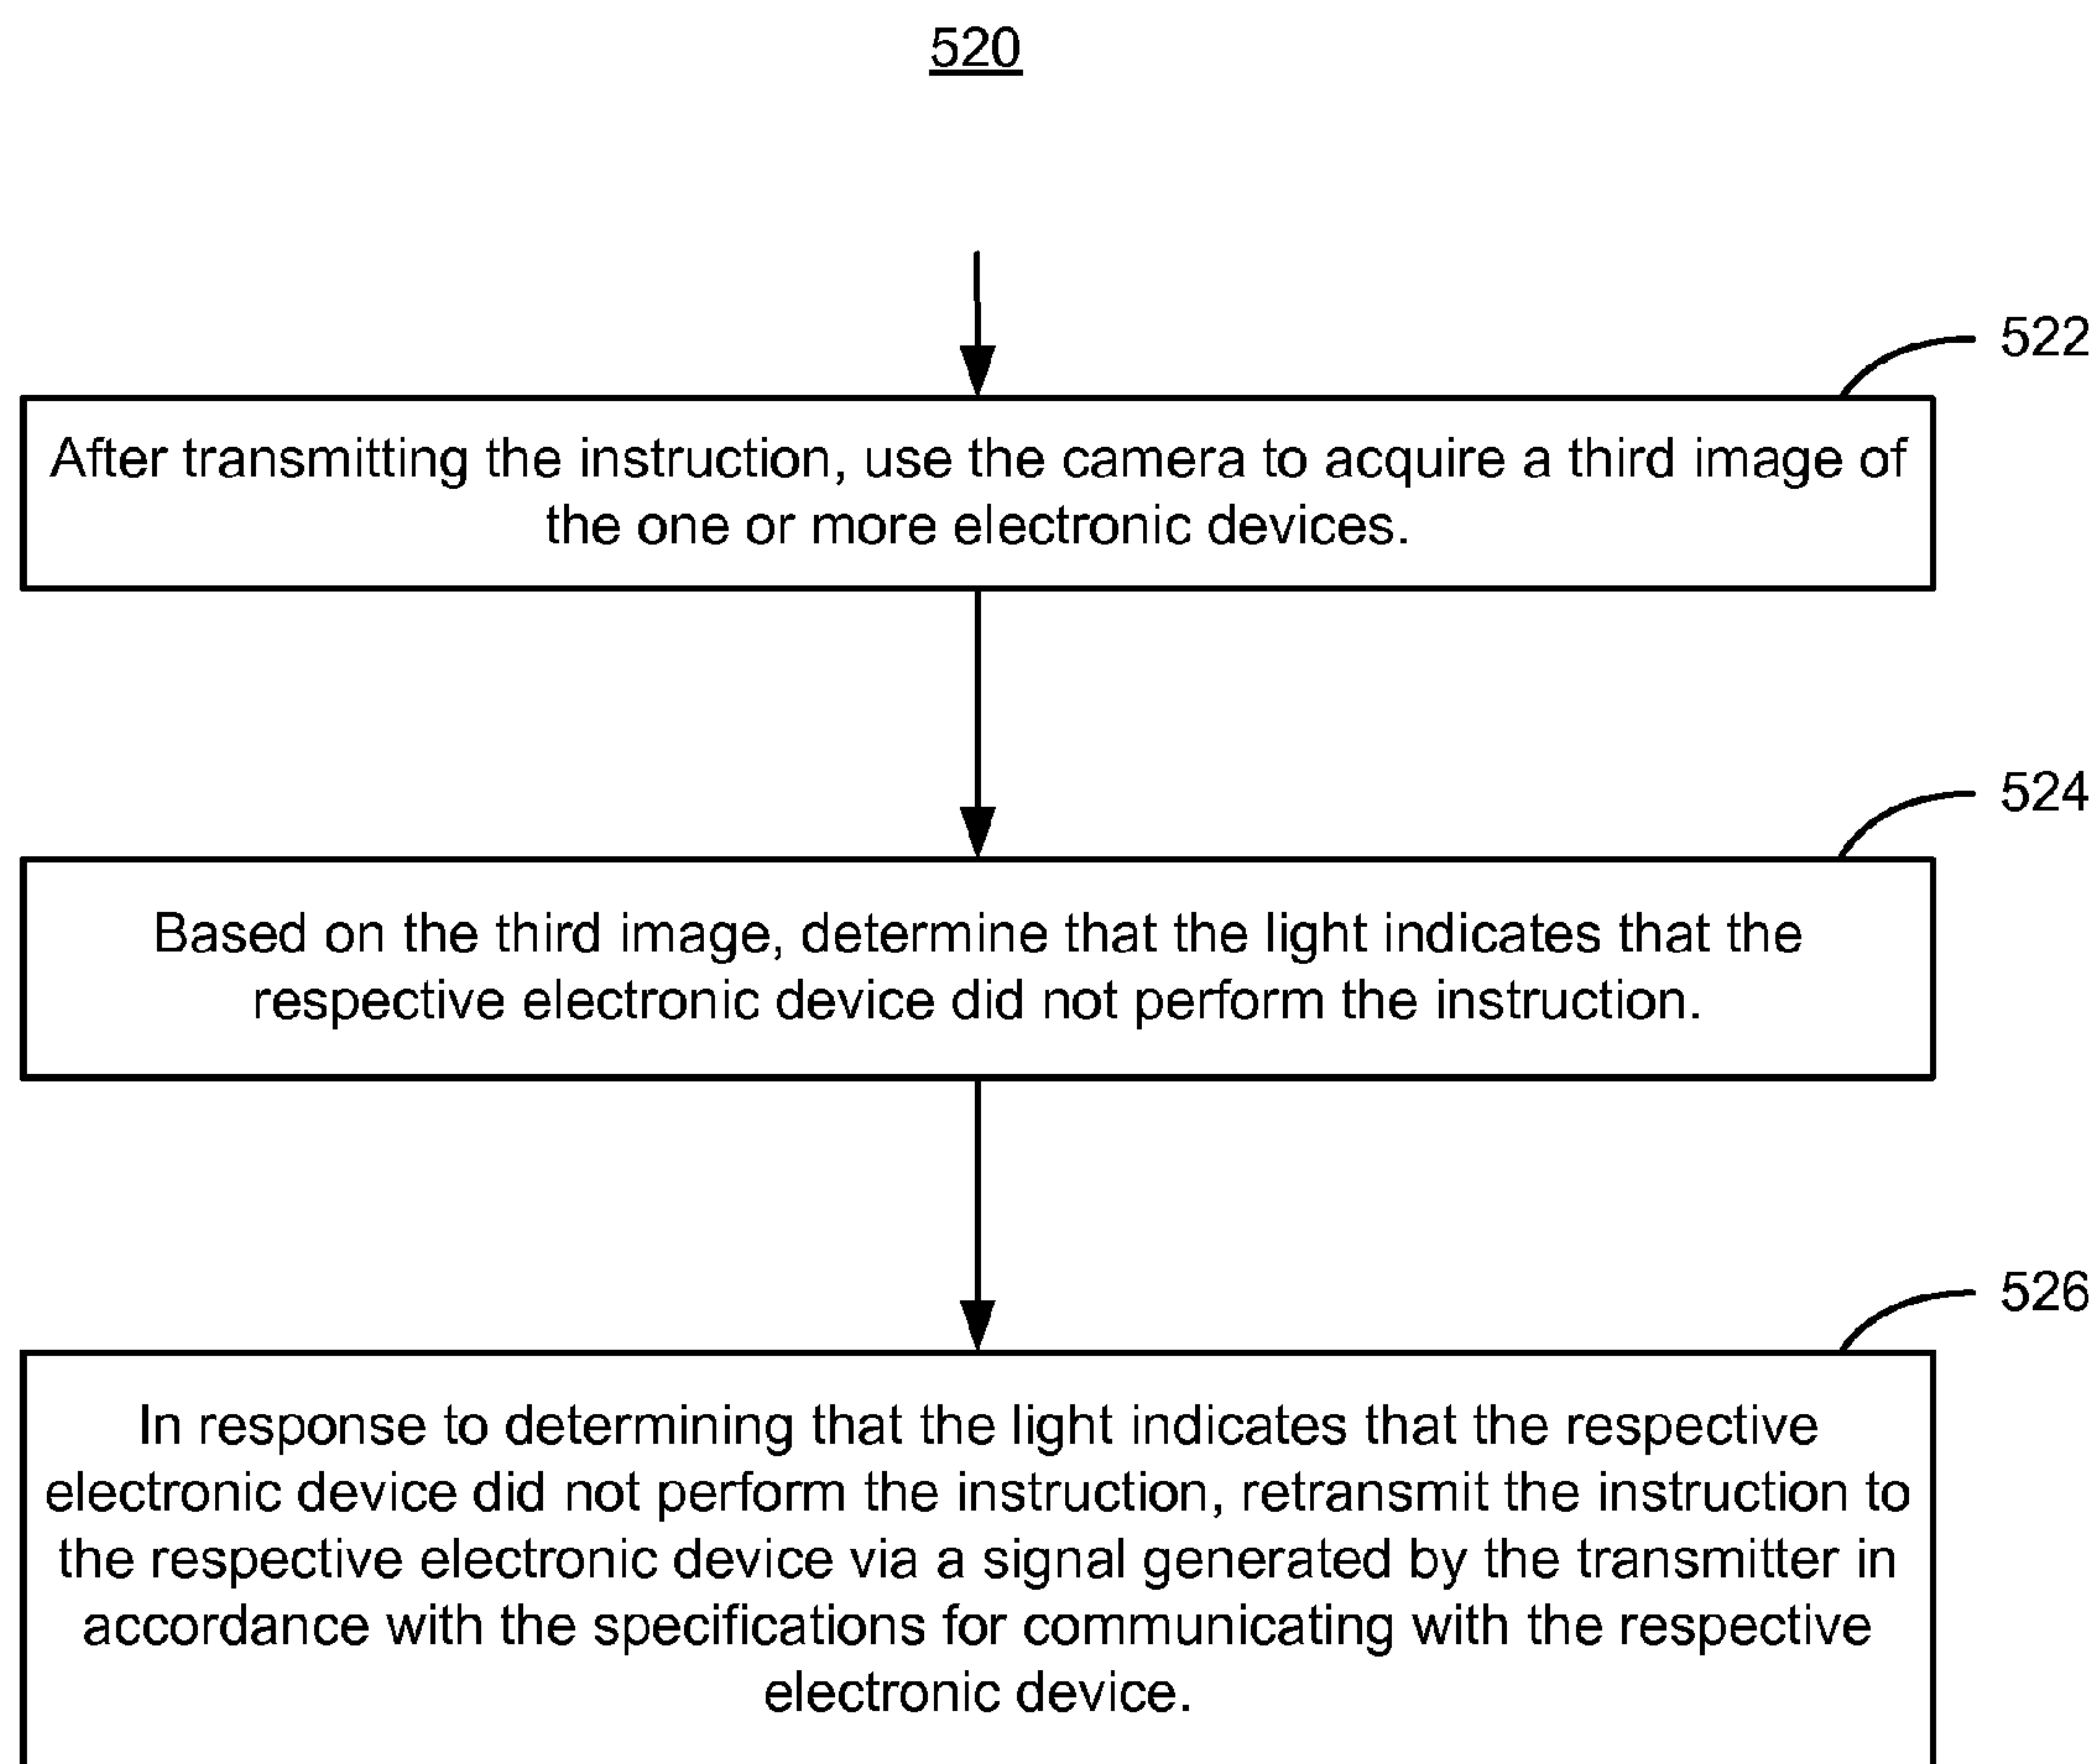 520
522
After transmitting the instruction, use the camera to acquire a third image of
the one or more electronic devices.
524
Based on the third image, determine that the light indicates that the
respective electronic device did not perform the instruction.
526
In response to determining that the light indicates that the respective
electronic device did not perform the instruction, retransmit the instruction to
the respective electronic device via a signal generated by the transmitter in
accordance with the specifications for communicating with the respective
electronic device.